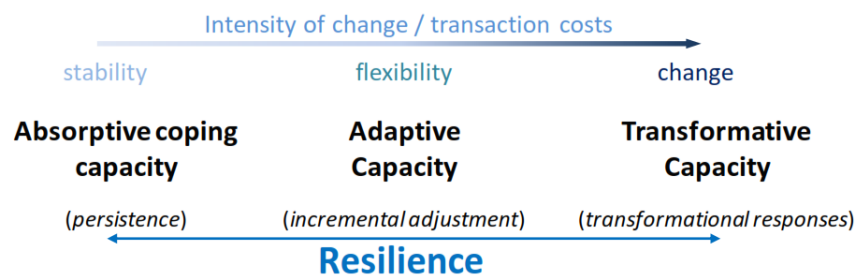 Intensity of change / transaction costs
stability flexibility change
Absorptive coping capacity
Adaptive Capacity
Transformative Capacity
(persistence) (incremental adjustment) (transformational responses)
Resilience